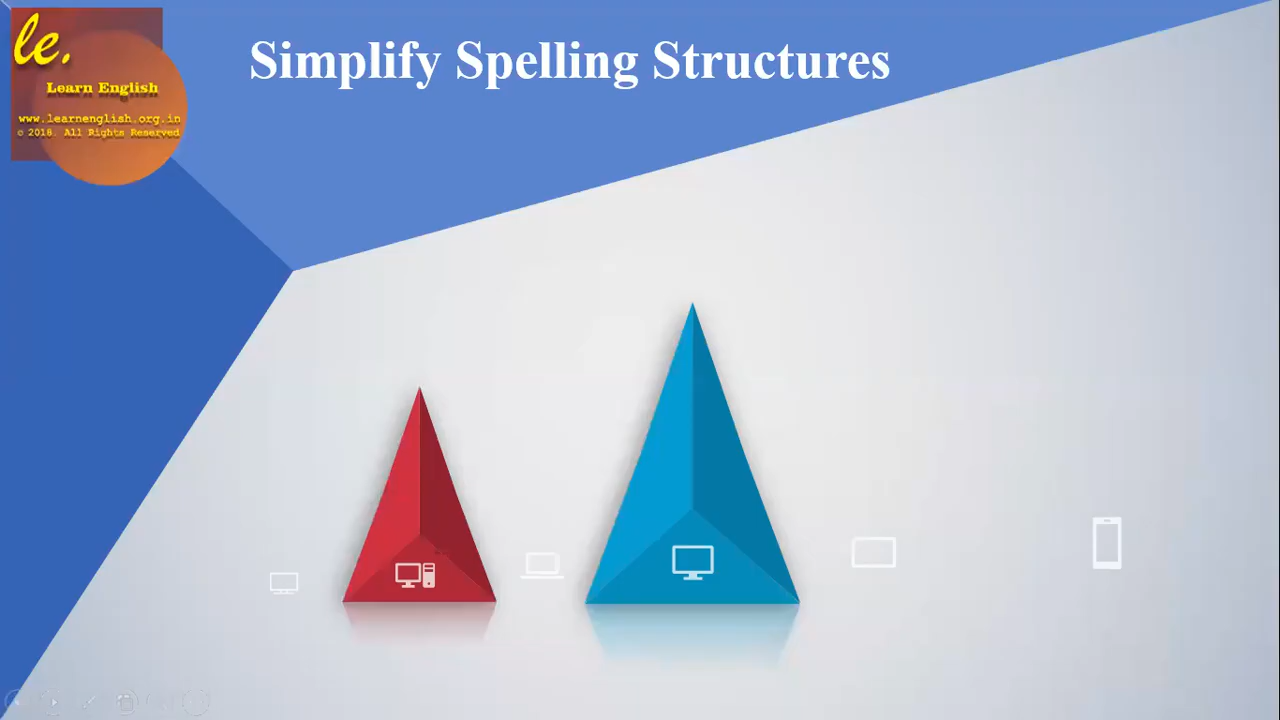 le.
Learn English
www.learnenglish.org.in
© 2018. All Rights Reserved
Simplify Spelling Structures